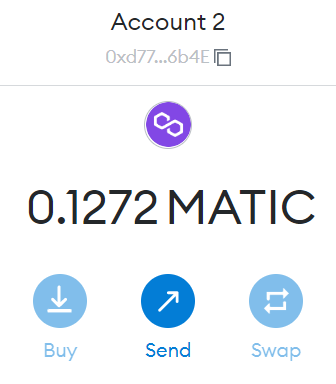 Account 2
0xd77...6b4E
0.1272 MATIC
Buy Send Swap